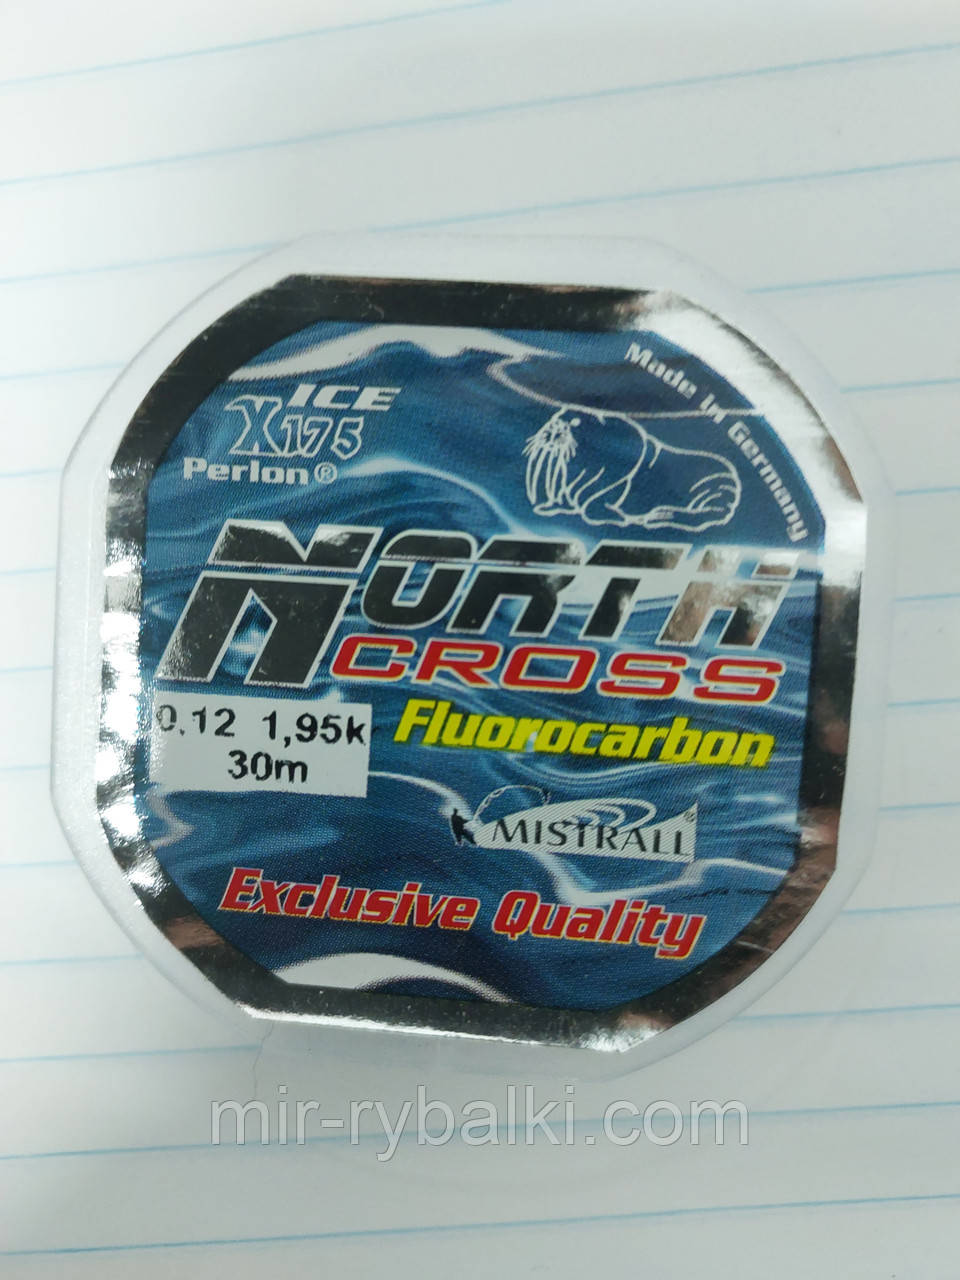 Made in Germany
ICE
X175
Perlon®
NORTH
CROSS
Fluorocarbon
0.12 1,95k
30m
MISTRALL®
Exclusive Quality
mir-rybalki.com